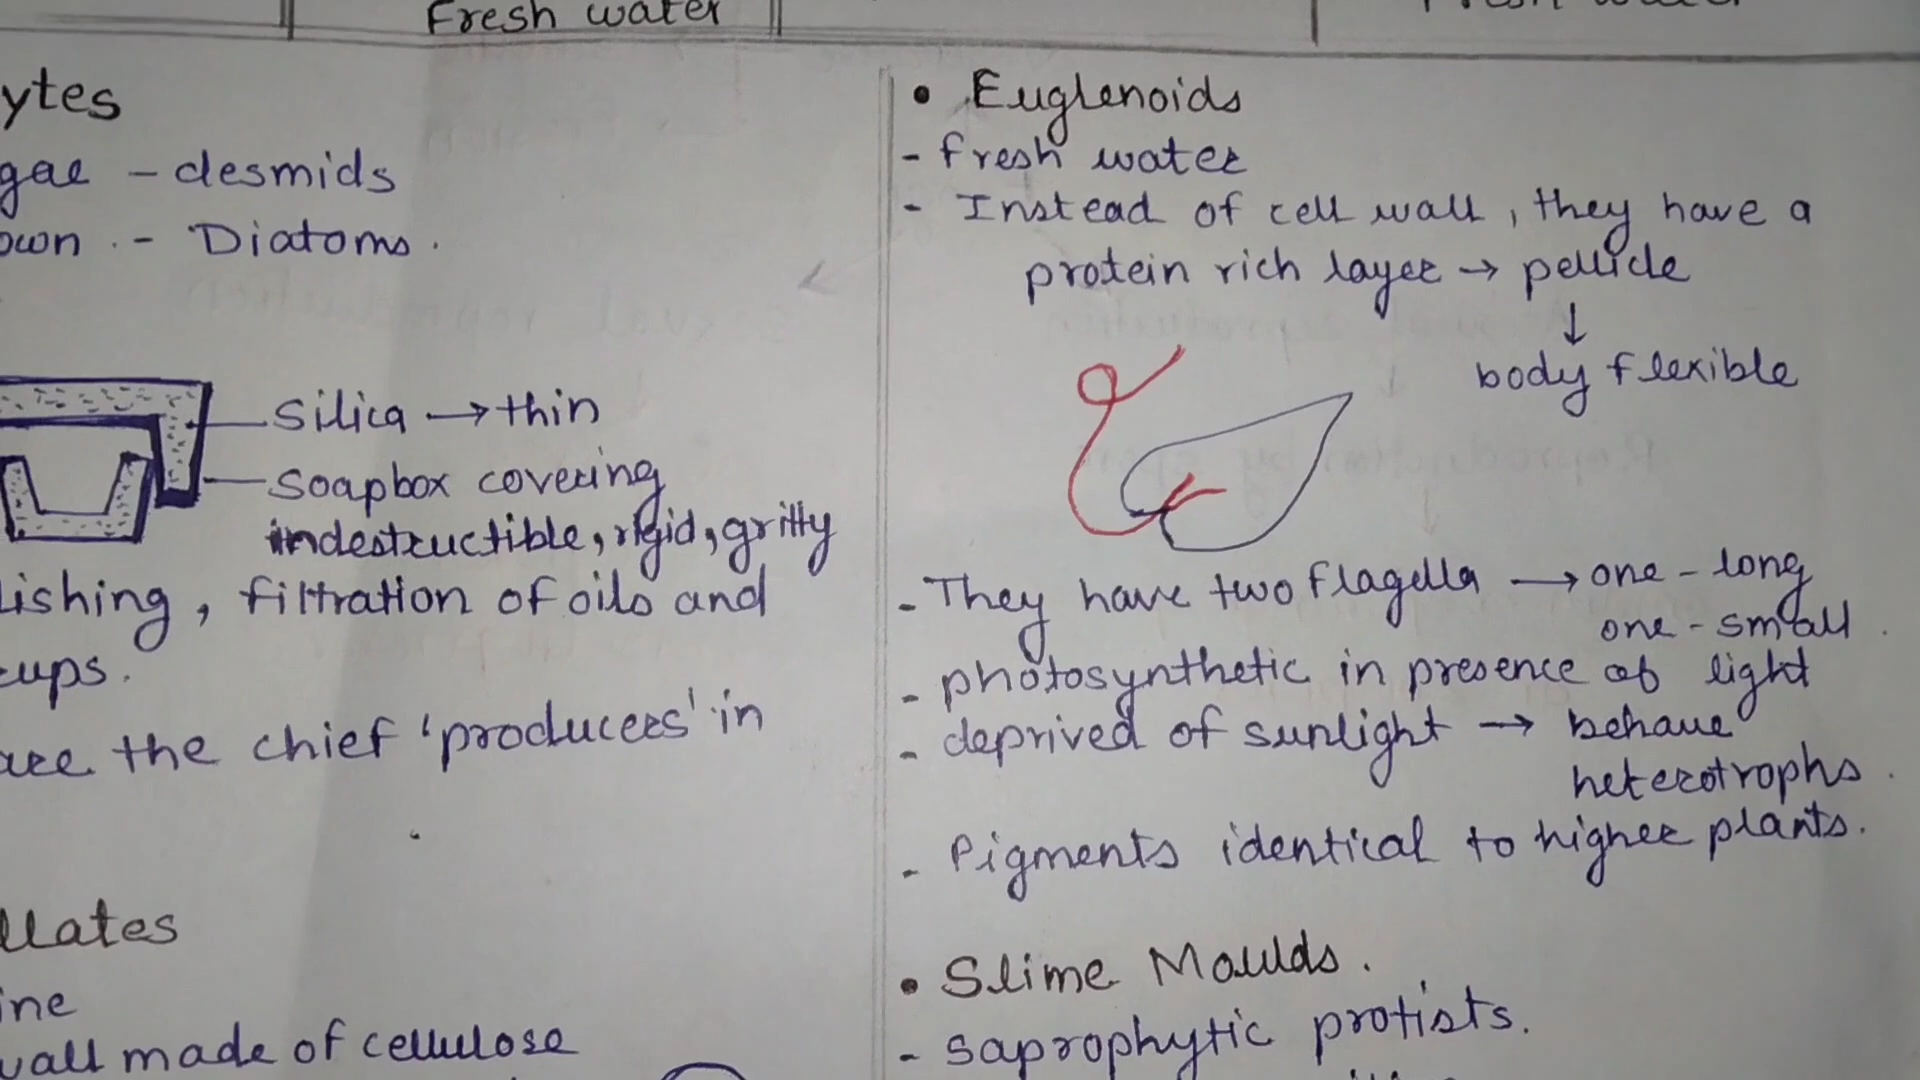 Fresh water
ytes
gae - desmids
own - Diatoms.
Silica → thin
Soapbox covering
indestructible, rigid, gritty
lishing, filtration of oils and
cups.
are the chief 'producers' in
llates
ine
wall made of cellulose
• Euglenoids
- fresh water
- Instead of cell wall, they have a
protein rich layer → pellicle
↓
body flexible
- They have two flagella → one - long
one - small.
- photosynthetic in presence of light
- deprived of sunlight → behave
heterotrophs.
- Pigments identical to higher plants.
• Slime Moulds.
- saprophytic protists.